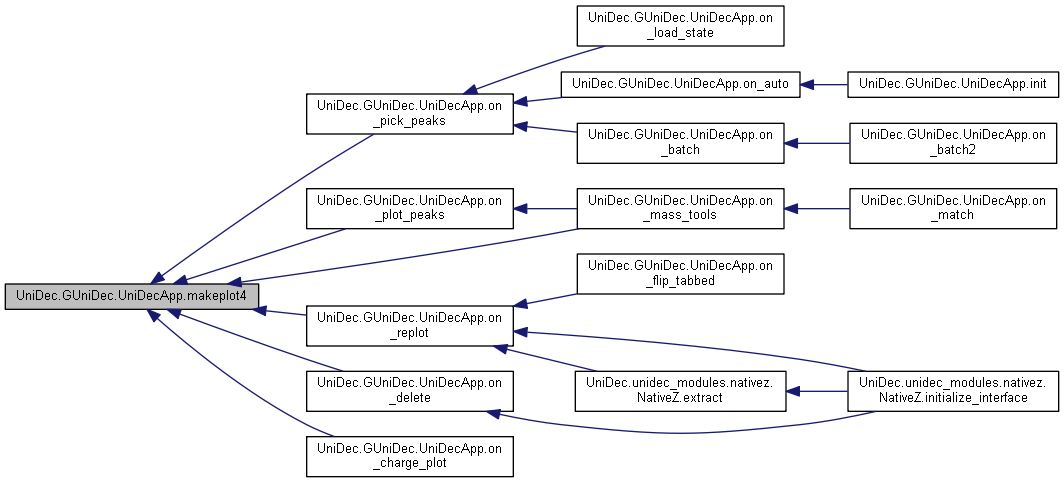 UniDec.GUniDec.UniDecApp.on
_load_state
UniDec.GUniDec.UniDecApp.on_auto
UniDec.GUniDec.UniDecApp.init
UniDec.GUniDec.UniDecApp.on
_pick_peaks
UniDec.GUniDec.UniDecApp.on
_batch
UniDec.GUniDec.UniDecApp.on
_batch2
UniDec.GUniDec.UniDecApp.on
_plot_peaks
UniDec.GUniDec.UniDecApp.on
_mass_tools
UniDec.GUniDec.UniDecApp.on
_match
UniDec.GUniDec.UniDecApp.on
_flip_tabbed
UniDec.GUniDec.UniDecApp.makeplot4
UniDec.GUniDec.UniDecApp.on
_replot
UniDec.GUniDec.UniDecApp.on
_delete
UniDec.unidec_modules.nativez.
NativeZ.extract
UniDec.unidec_modules.nativez.
NativeZ.initialize_interface
UniDec.GUniDec.UniDecApp.on
_charge_plot